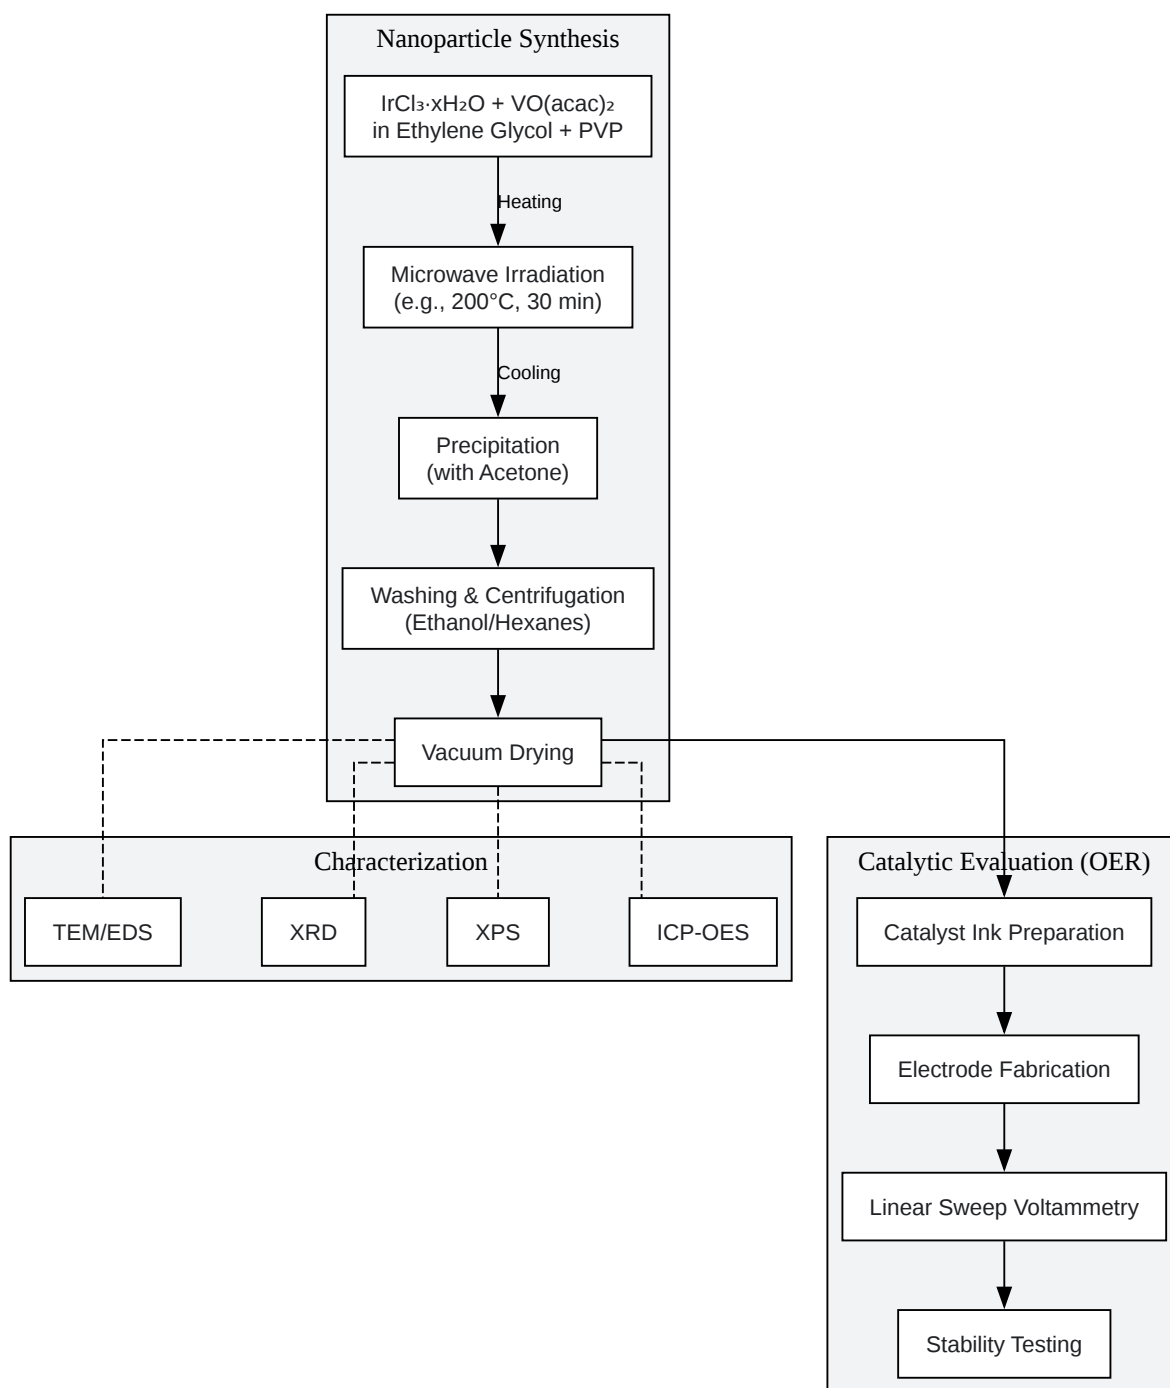 Nanoparticle Synthesis
IrCl₃·xH₂O + VO(acac)₂
in Ethylene Glycol + PVP
Heating
Microwave Irradiation
(e.g., 200°C, 30 min)
Cooling
Precipitation
(with Acetone)
Washing & Centrifugation
(Ethanol/Hexanes)
Vacuum Drying
Characterization
TEM/EDS
XRD
XPS
ICP-OES
Catalytic Evaluation (OER)
Catalyst Ink Preparation
Electrode Fabrication
Linear Sweep Voltammetry
Stability Testing